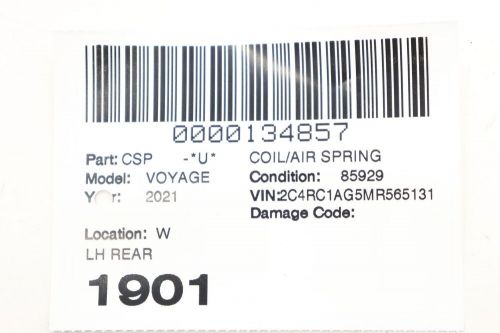 0000134857
Part: CSP -*U* COIL/AIR SPRING
Model: VOYAGE Condition: 85929
2021 VIN:2C4RC1AG5MR565131
Damage Code:
Location: W
LH REAR
1901